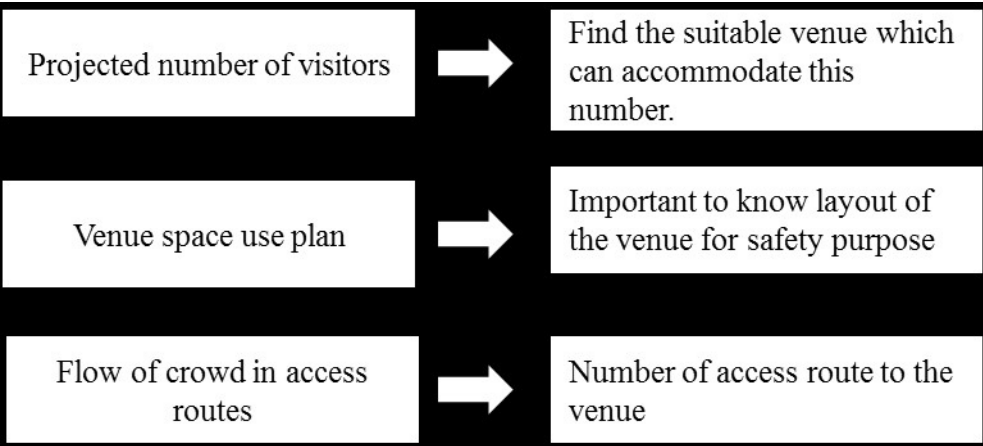 Projected number of visitors
Find the suitable venue which
can accommodate this
number.
Venue space use plan
Important to know layout of
the venue for safety purpose
Flow of crowd in access
routes
Number of access route to the
venue